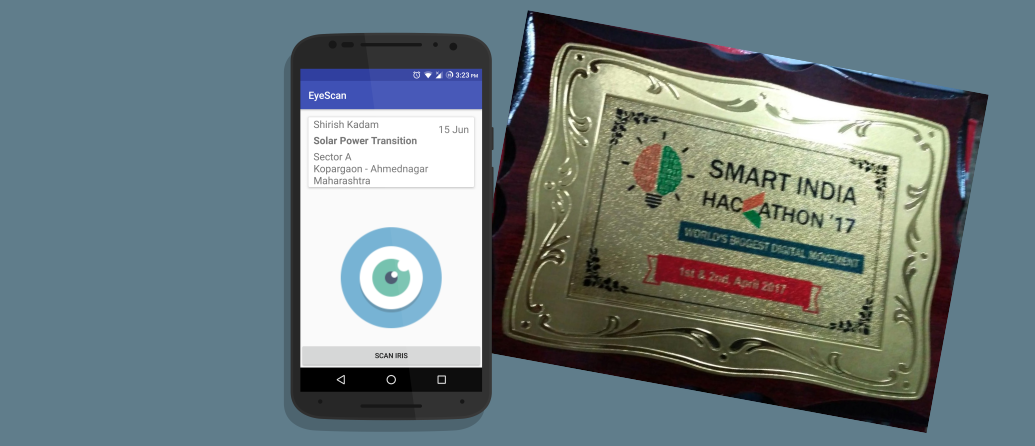 3:23 PM
EyeScan
Shirish Kadam
15 Jun
Solar Power Transition
Sector A
Kopargaon - Ahmednagar
Maharashtra
SCAN IRIS
SMART INDIA
HACKATHON '17
WORLD'S BIGGEST DIGITAL MOVEMENT
1st & 2nd, April 2017